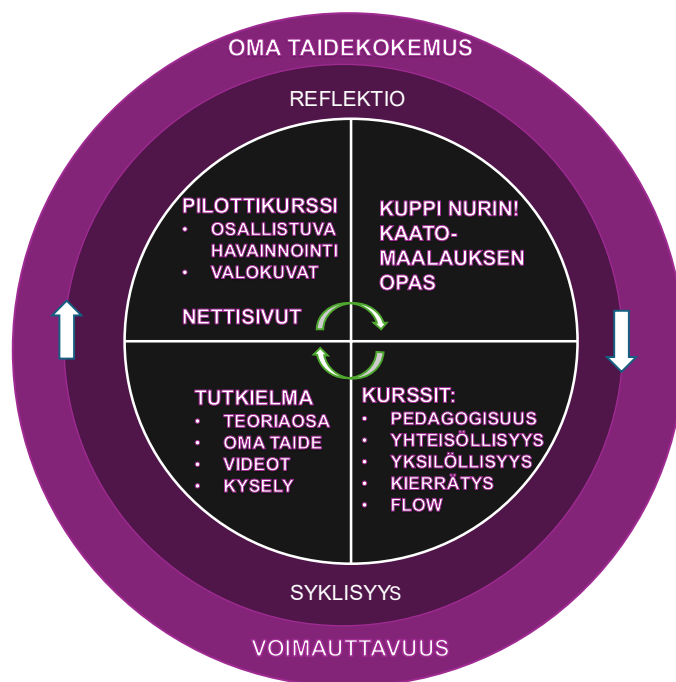 OMA TAIDEKOKEMUS
REFLEKTIO
PILOTTIKURSSI
• OSALLISTUVA
HAVAINNOINTI
• VALOKUVAT
NETTISIVUT
KUPPI NURIN!
KAATO-
MAALAUKSEN
OPAS
TUTKIELMA
• TEORIAOSA
• OMA TAIDE
• VIDEOT
• KYSELY
KURSSIT:
• PEDAGOGISUUS
• YHTEISÖLLISYYS
• YKSILÖLLISYYS
• KIERRÄTYS
• FLOW
SYKLISYYs
VOIMAUTTAVUUS